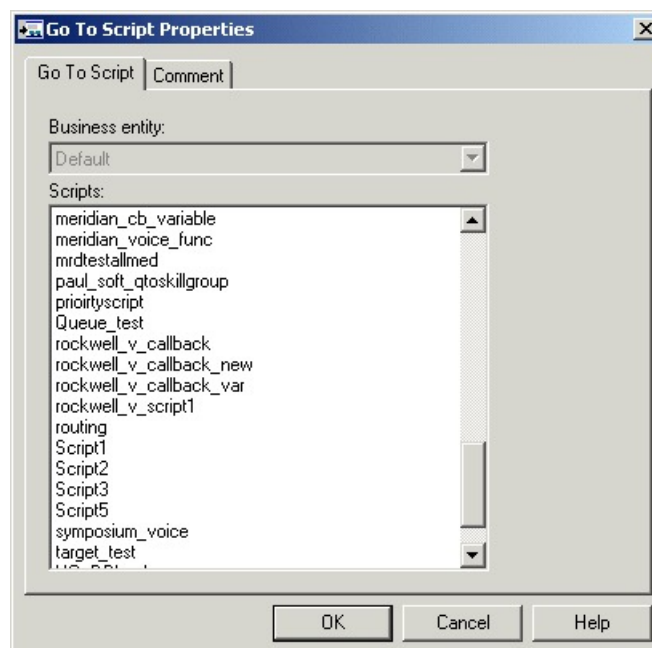 Go To Script Properties
Go To Script Comment
Business entity:
Default
Scripts:
meridian_cb_variable
meridian_voice_func
mrdtestallmed
paul_soft_qtoskillgroup
prioirtyscript
Queue_test
rockwell_v_callback
rockwell_v_callback_new
rockwell_v_callback_var
rockwell_v_script1
routing
Script1
Script2
Script3
Script5
symposium_voice
target_test
OK Cancel Help